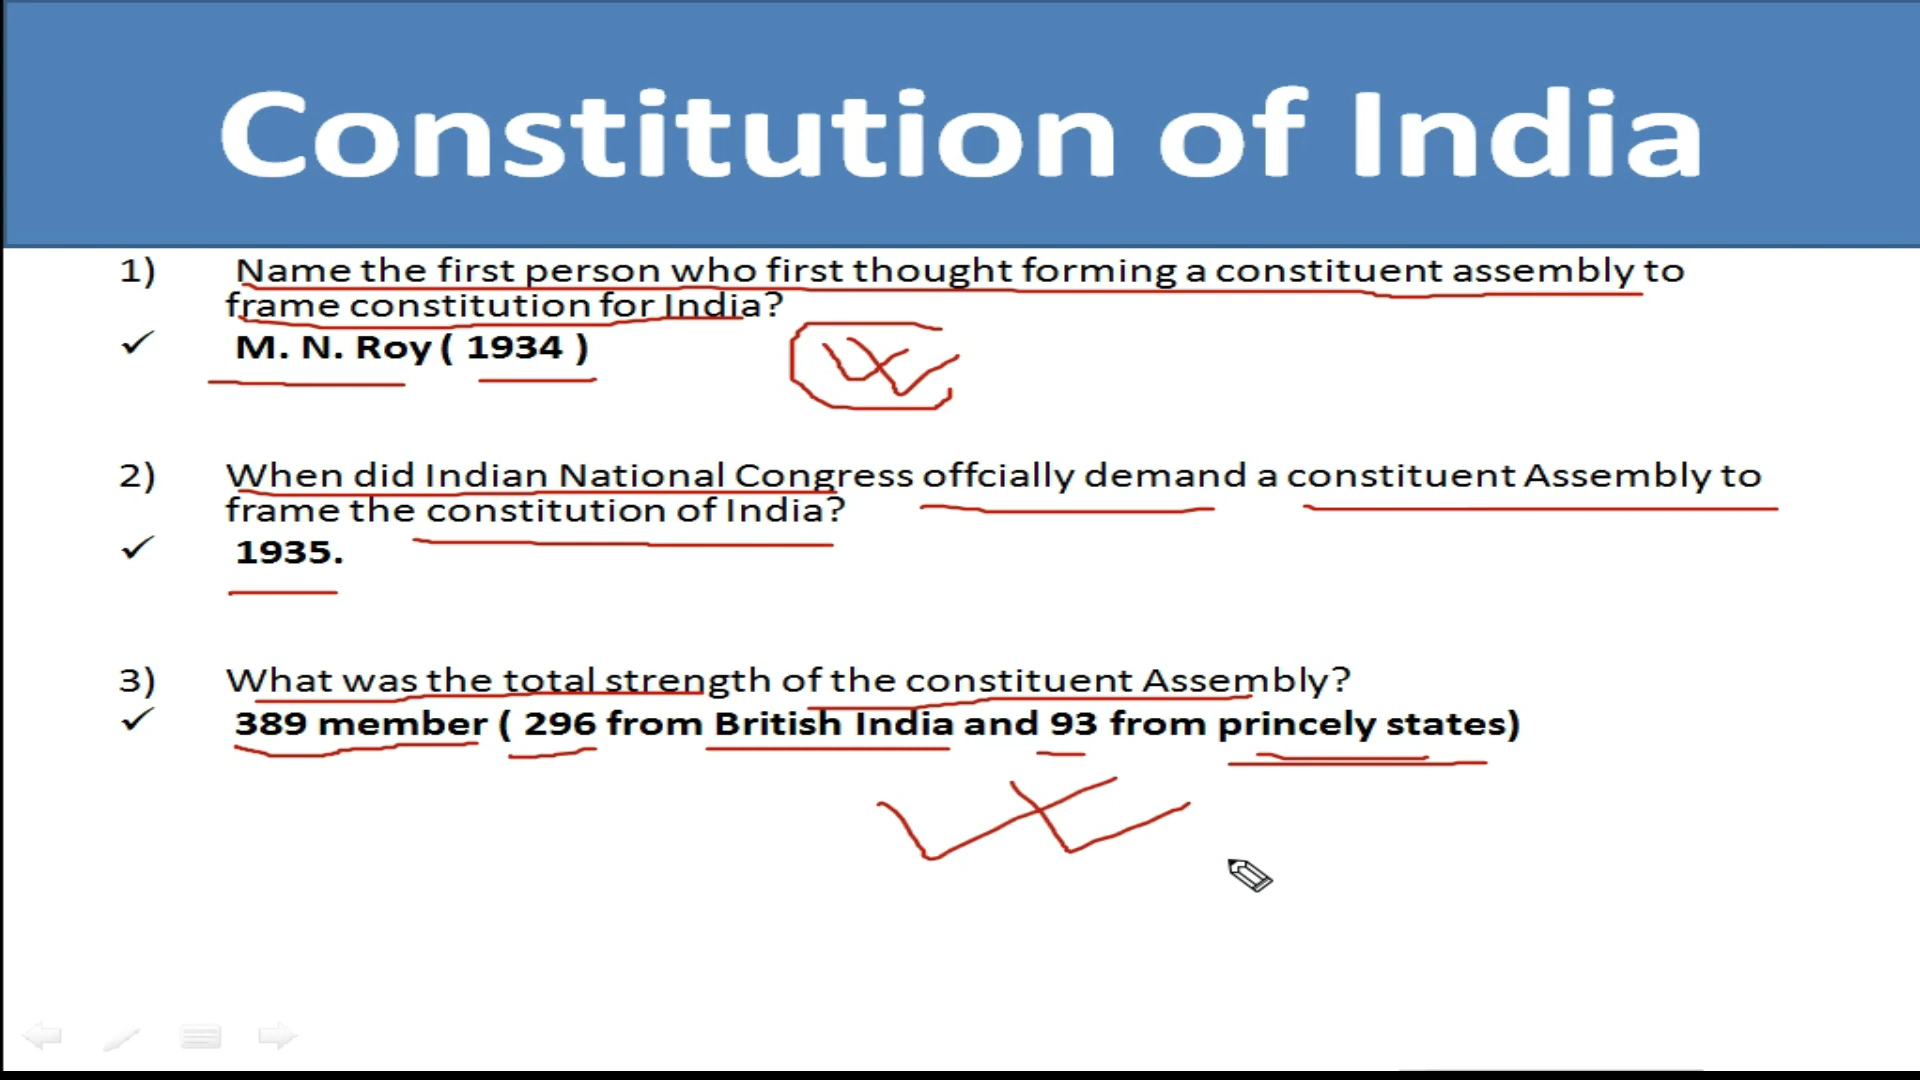 Constitution of India
1) Name the first person who first thought forming a constituent assembly to
frame constitution for India?
✓ M. N. Roy ( 1934 )
2) When did Indian National Congress offcially demand a constituent Assembly to
frame the constitution of India?
✓ 1935.
3) What was the total strength of the constituent Assembly?
✓ 389 member ( 296 from British India and 93 from princely states)